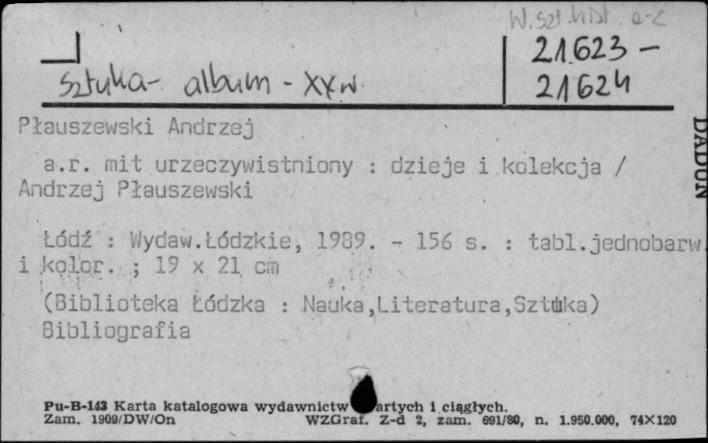 W.szt.hist. a-z
21.623 -
sztuka - album - XX w. 21624
Płauszewski Andrzej
a.r. mit urzeczywistniony : dzieje i kolekcja /
Andrzej Płauszewski
Łódź : Wydaw.Łódzkie, 1989. - 156 s. : tabl.jednobarw.
i kolor. ; 19 x 21 cm
(Biblioteka Łódzka : Nauka,Literatura,Sztuka)
Bibliografia
Pu-B-143 Karta katalogowa wydawnictw artych i ciągłych.
Zam. 1909/DW/On WZGraf. Z-d 2, zam. 691/80, n. 1.950.000, 74X120
DADUN